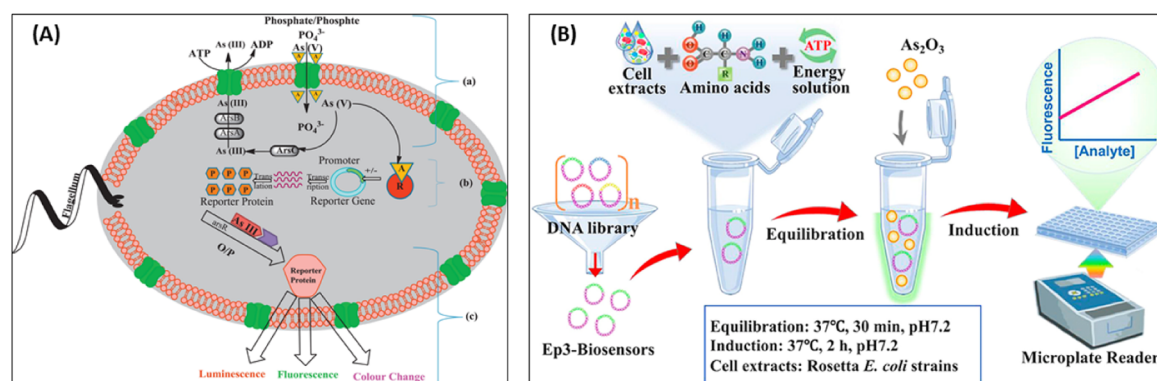 (A)
Phosphate/Phosphte
PO₄³⁻
ATP
As (III)
ADP
As
(V)
A
A
(a)
A
A
As (III)
ArsB
ArsA
As (V)
PO₄³⁻
As (III)
ArsC
Promoter
+/-
A
R
(b)
P P P P
P P P
Trans
lation
Transc
ription
Reporter Protein
Reporter Gene
Flagellum
As III
arsR
O/P
Reporter
Protein
(c)
Luminescence
Fluorescence
Colour Change
(B)
Cell
extracts
H H H
O C C N
O R H
Amino acids
ATP
Energy
solution
As₂O₃
Fluorescence
[Analyte]
n
DNA library
Equilibration
Induction
Ep3-Biosensors
Equilibration: 37℃, 30 min, pH7.2
Induction: 37℃, 2 h, pH7.2
Cell extracts: Rosetta E. coli strains
Microplate Reader